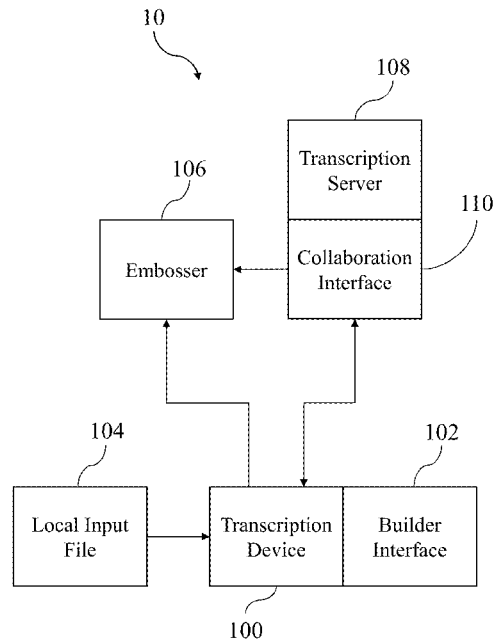 10
108
Transcription
Server
106
110
Embosser
Collaboration
Interface
104
102
Local Input
File
Transcription
Device
Builder
Interface
100